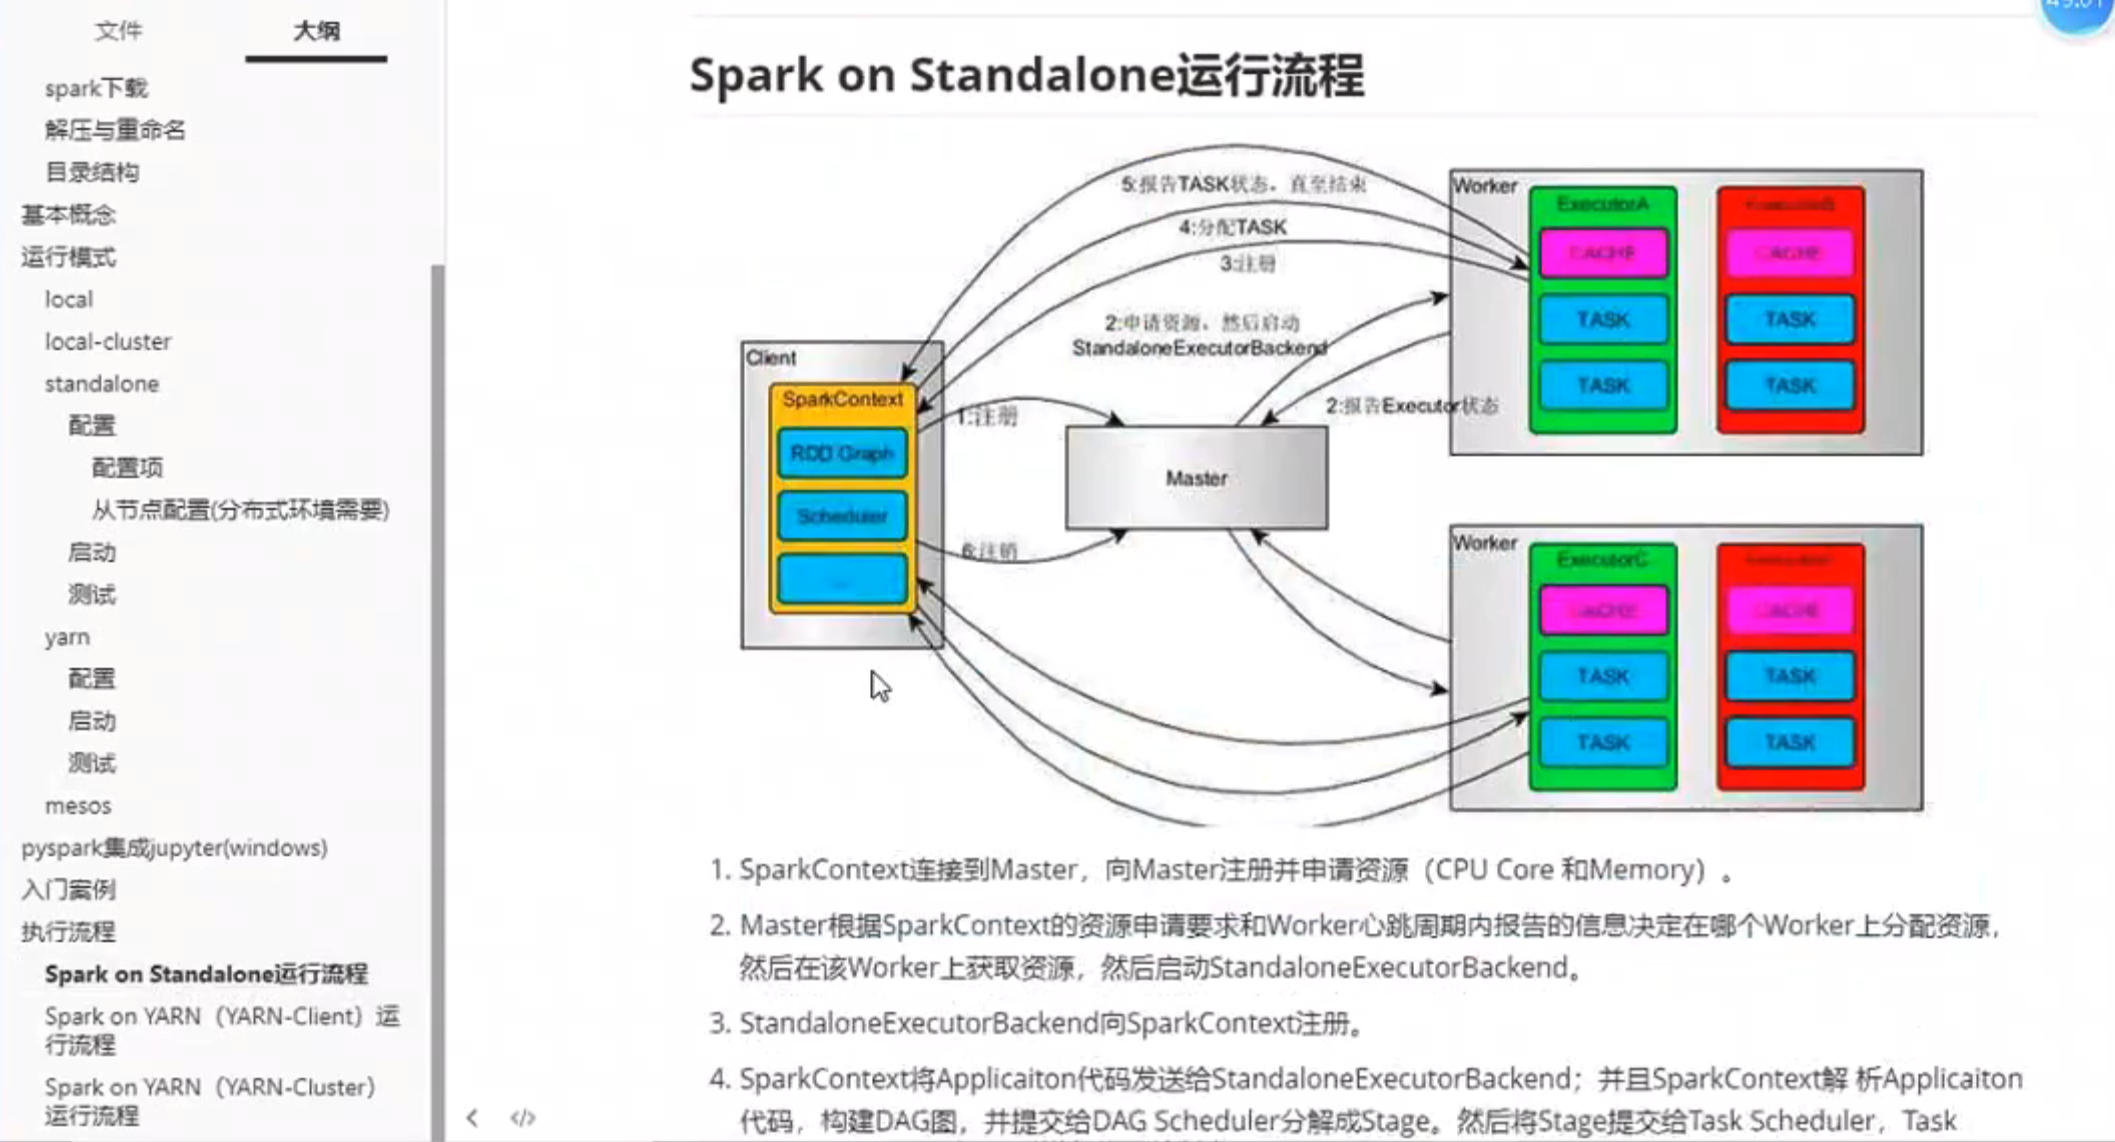 文件
大纲
spark下载
解压与重命名
目录结构
基本概念
运行模式
local
local-cluster
standalone
配置
配置项
从节点配置(分布式环境需要)
启动
测试
yarn
配置
启动
测试
mesos
pyspark集成jupyter(windows)
入门案例
执行流程
Spark on Standalone运行流程
Spark on YARN（YARN-Client）运
行流程
Spark on YARN（YARN-Cluster）
运行流程
Spark on Standalone运行流程
5:报告TASK状态，直至结束
4:分配TASK
3:注册
2:申请资源，然后启动
StandaloneExecutorBackend
2:报告Executor状态
1:注册
6:注销
Client
SparkContext
RDD Graph
Scheduler
...
Master
Worker
ExecutorA
CACHE
TASK
TASK
CACHE
TASK
TASK
Worker
ExecutorC
CACHE
TASK
TASK
CACHE
TASK
TASK
1. SparkContext连接到Master，向Master注册并申请资源（CPU Core 和Memory）。
2. Master根据SparkContext的资源申请要求和Worker心跳周期内报告的信息决定在哪个Worker上分配资源，
然后在该Worker上获取资源，然后启动StandaloneExecutorBackend。
3. StandaloneExecutorBackend向SparkContext注册。
4. SparkContext将Applicaiton代码发送给StandaloneExecutorBackend；并且SparkContext解 析Applicaiton
代码，构建DAG图，并提交给DAG Scheduler分解成Stage。然后将Stage提交给Task Scheduler，Task